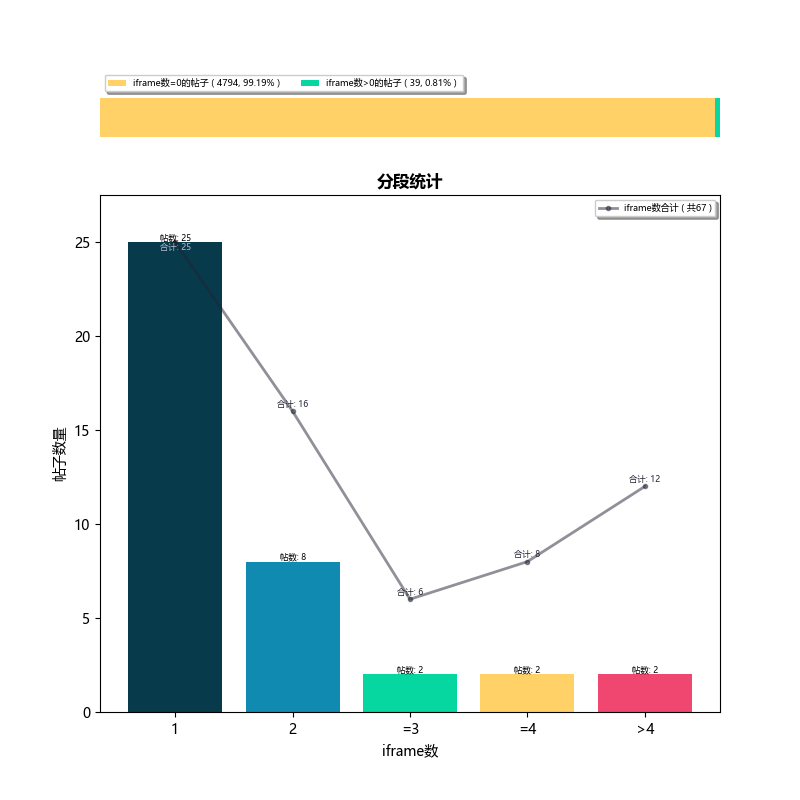 iframe数=0的帖子 ( 4794, 99.19% )
iframe数>0的帖子 ( 39, 0.81% )
分段统计
iframe数合计 ( 共67 )
帖子数量
25
20
15
10
5
0
帖数: 25
合计: 25
合计: 16
帖数: 8
合计: 6
帖数: 2
合计: 8
帖数: 2
合计: 12
帖数: 2
1
2
=3
=4
>4
iframe数